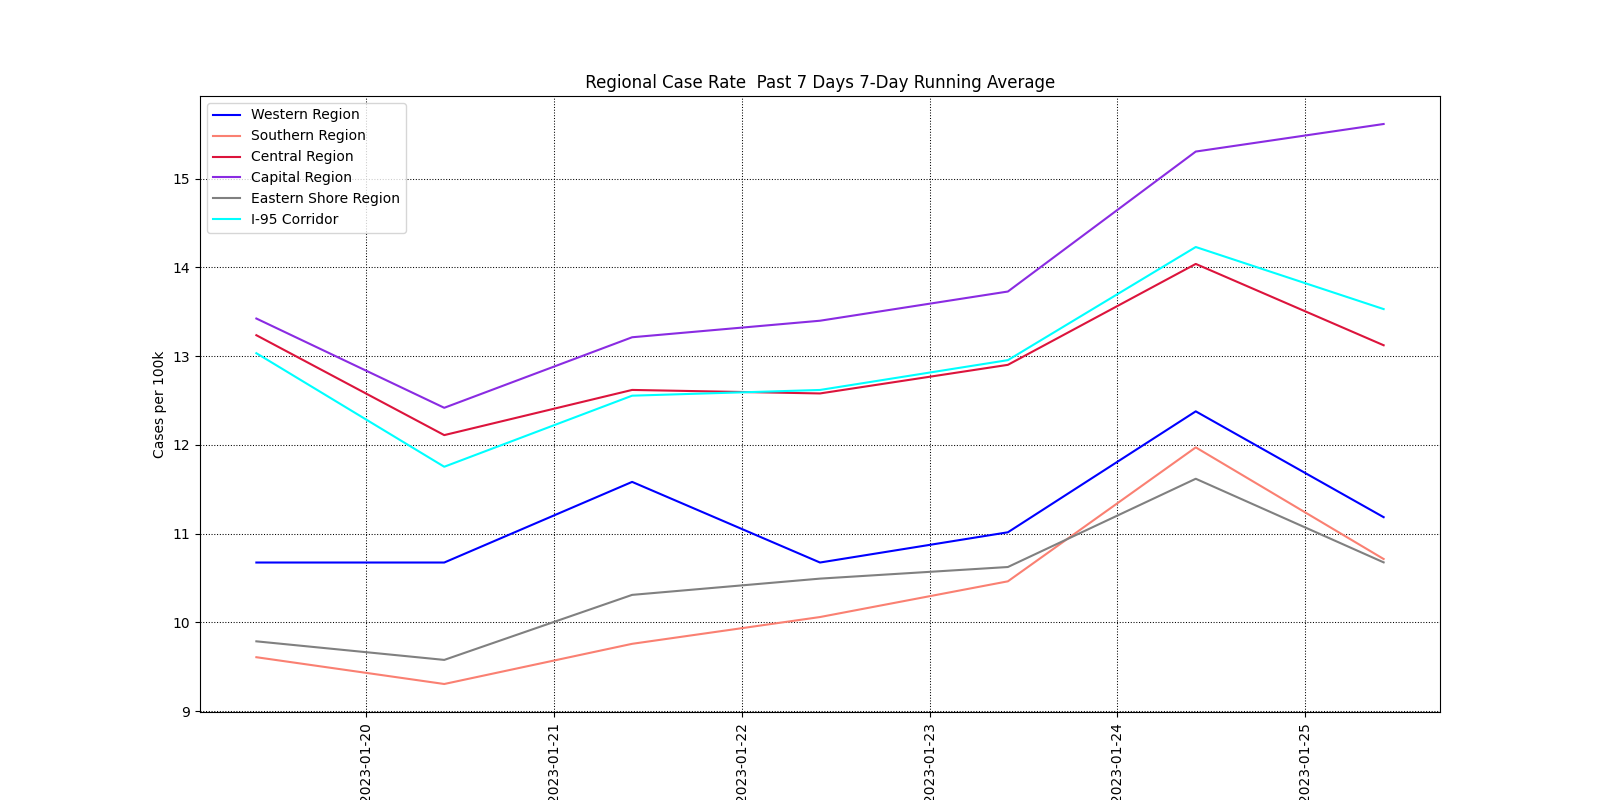 Regional Case Rate  Past 7 Days 7-Day Running Average
Western Region
Southern Region
Central Region
Capital Region
Eastern Shore Region
I-95 Corridor
Cases per 100k
15
14
13
12
11
10
9
2023-01-20
2023-01-21
2023-01-22
2023-01-23
2023-01-24
2023-01-25